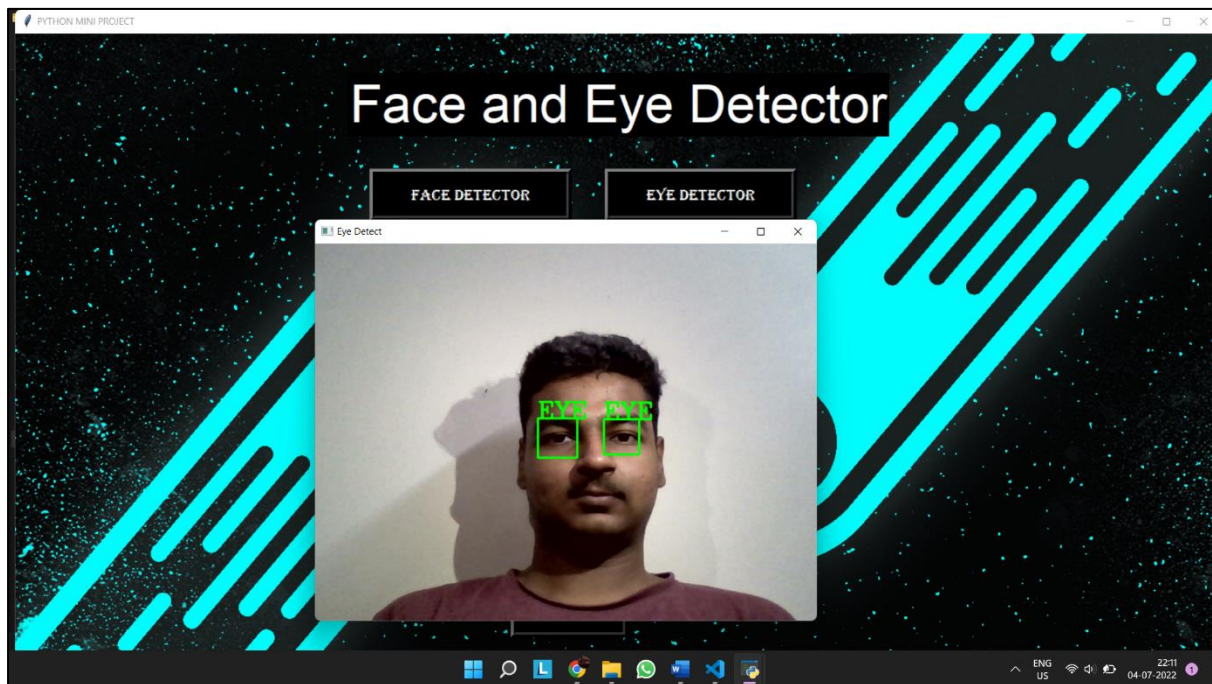 PYTHON MINI PROJECT
Face and Eye Detector
FACE DETECTOR
EYE DETECTOR
Eye Detect
EYE
EYE
L
ENG
US
22:11
04-07-2022
1